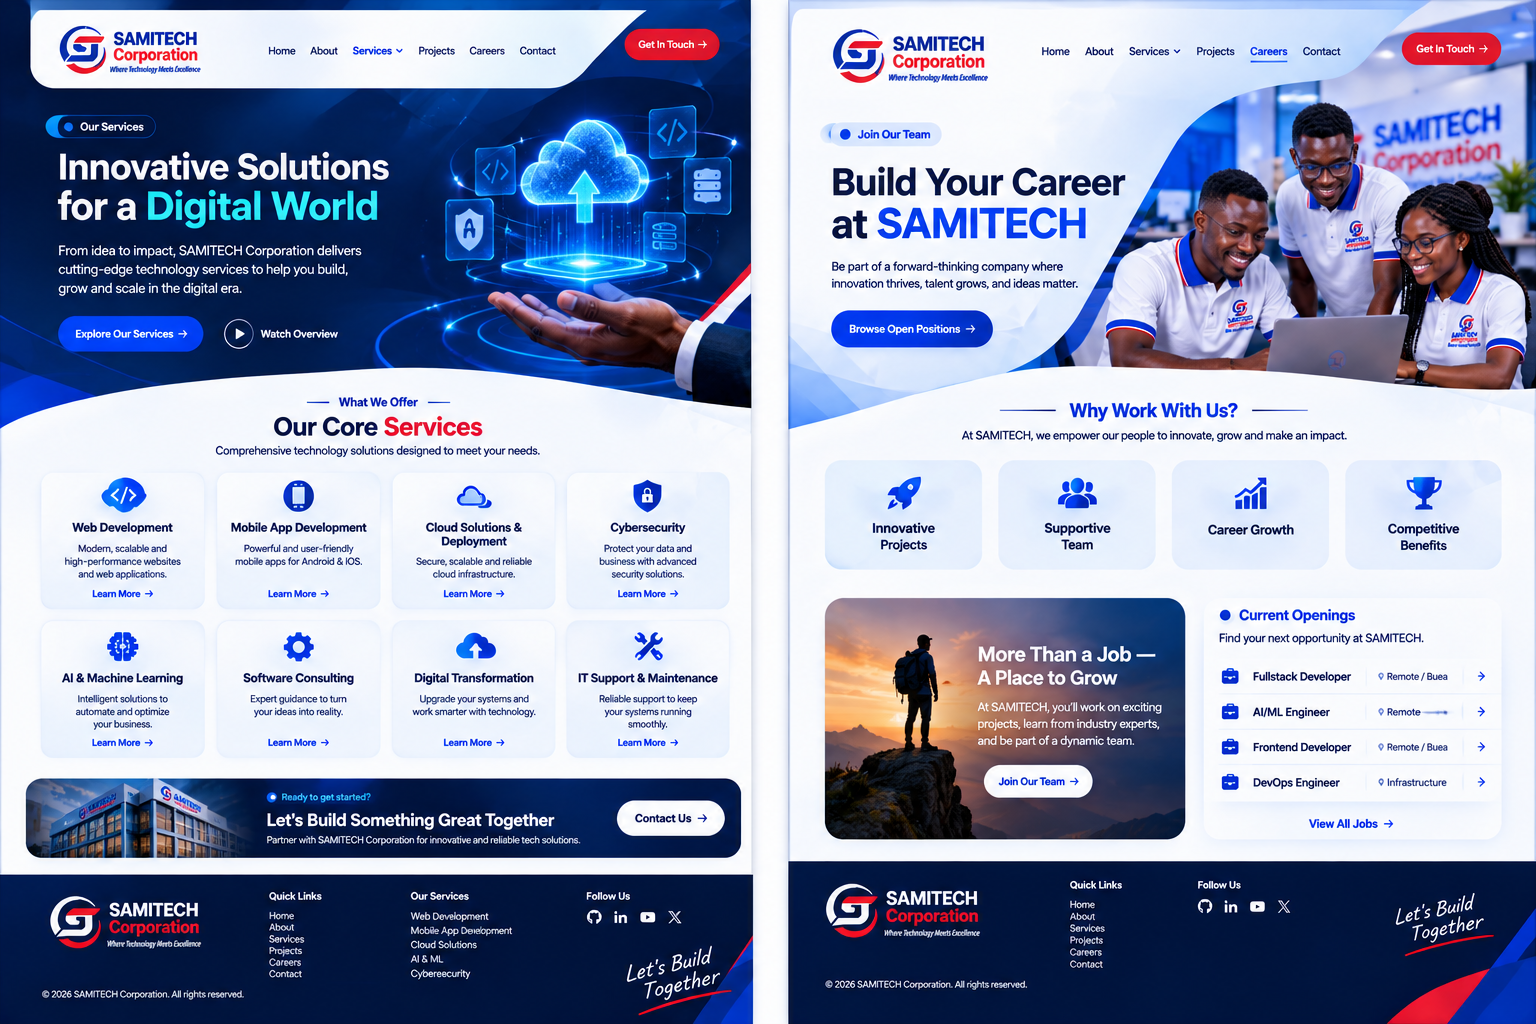 SAMITECH
Corporation
Where Technology Meets Excellence
Home
About
Services
Projects
Careers
Contact
Get In Touch →
Our Services
Innovative Solutions
for a Digital World
From idea to impact, SAMITECH Corporation delivers
cutting-edge technology services to help you build,
grow and scale in the digital era.
Explore Our Services →
Watch Overview
What We Offer
Our Core Services
Comprehensive technology solutions designed to meet your needs.
Web Development
Modern, scalable and
high-performance websites
and web applications.
Learn More →
Mobile App Development
Powerful and user-friendly
mobile apps for Android & IOS.
Learn More →
Cloud Solutions &
Deployment
Secure, scalable and reliable
cloud infrastructure.
Learn More →
Cybersecurity
Protect your data and
business with advanced
security solutions.
Learn More →
AI & Machine Learning
Intelligent solutions to
automate and optimize
your business.
Learn More →
Software Consulting
Expert guidance to turn
your ideas into reality.
Learn More →
Digital Transformation
Upgrade your systems and
work smarter with technology.
Learn More →
IT Support & Maintenance
Reliable support to keep
your systems running
smoothly.
Learn More →
Ready to get started?
Let's Build Something Great Together
Partner with SAMITECH Corporation for innovative and reliable tech solutions.
Contact Us →
SAMITECH
Corporation
Where Technology Meets Excellence
Quick Links
Home
About
Services
Projects
Careers
Contact
Our Services
Web Development
Mobile App Development
Cloud Solutions
AI & ML
Cybereecurity
Follow Us
Let's Build
Together
© 2026 SAMITECH Corporation. All rights reserved.
SAMITECH
Corporation
Where Technology Meets Excellence
Home
About
Services
Projects
Careers
Contact
Get In Touch →
Join Our Team
Build Your Career
at SAMITECH
Be part of a forward-thinking company where
innovation thrives, talent grows, and ideas matter.
Browse Open Positions →
SAMITECH
Corporation
Why Work With Us?
At SAMITECH, we empower our people to innovate, grow and make an impact.
Innovative
Projects
Supportive
Team
Career Growth
Competitive
Benefits
More Than a Job —
A Place to Grow
At SAMITECH, you'll work on exciting
projects, learn from industry experts,
and be part of a dynamic team.
Join Our Team →
Current Openings
Find your next opportunity at SAMITECH.
Fullstack Developer
Remote / Buea
AI/ML Engineer
Remote
Frontend Developer
Remote / Buea
DevOps Engineer
Infrastructure
View All Jobs →
SAMITECH
Corporation
Where Technology Meets Excellence
Quick Links
Home
About
Services
Projects
Careers
Contact
Follow Us
Let's Build
Together
© 2026 SAMITECH Corporation. All rights reserved.